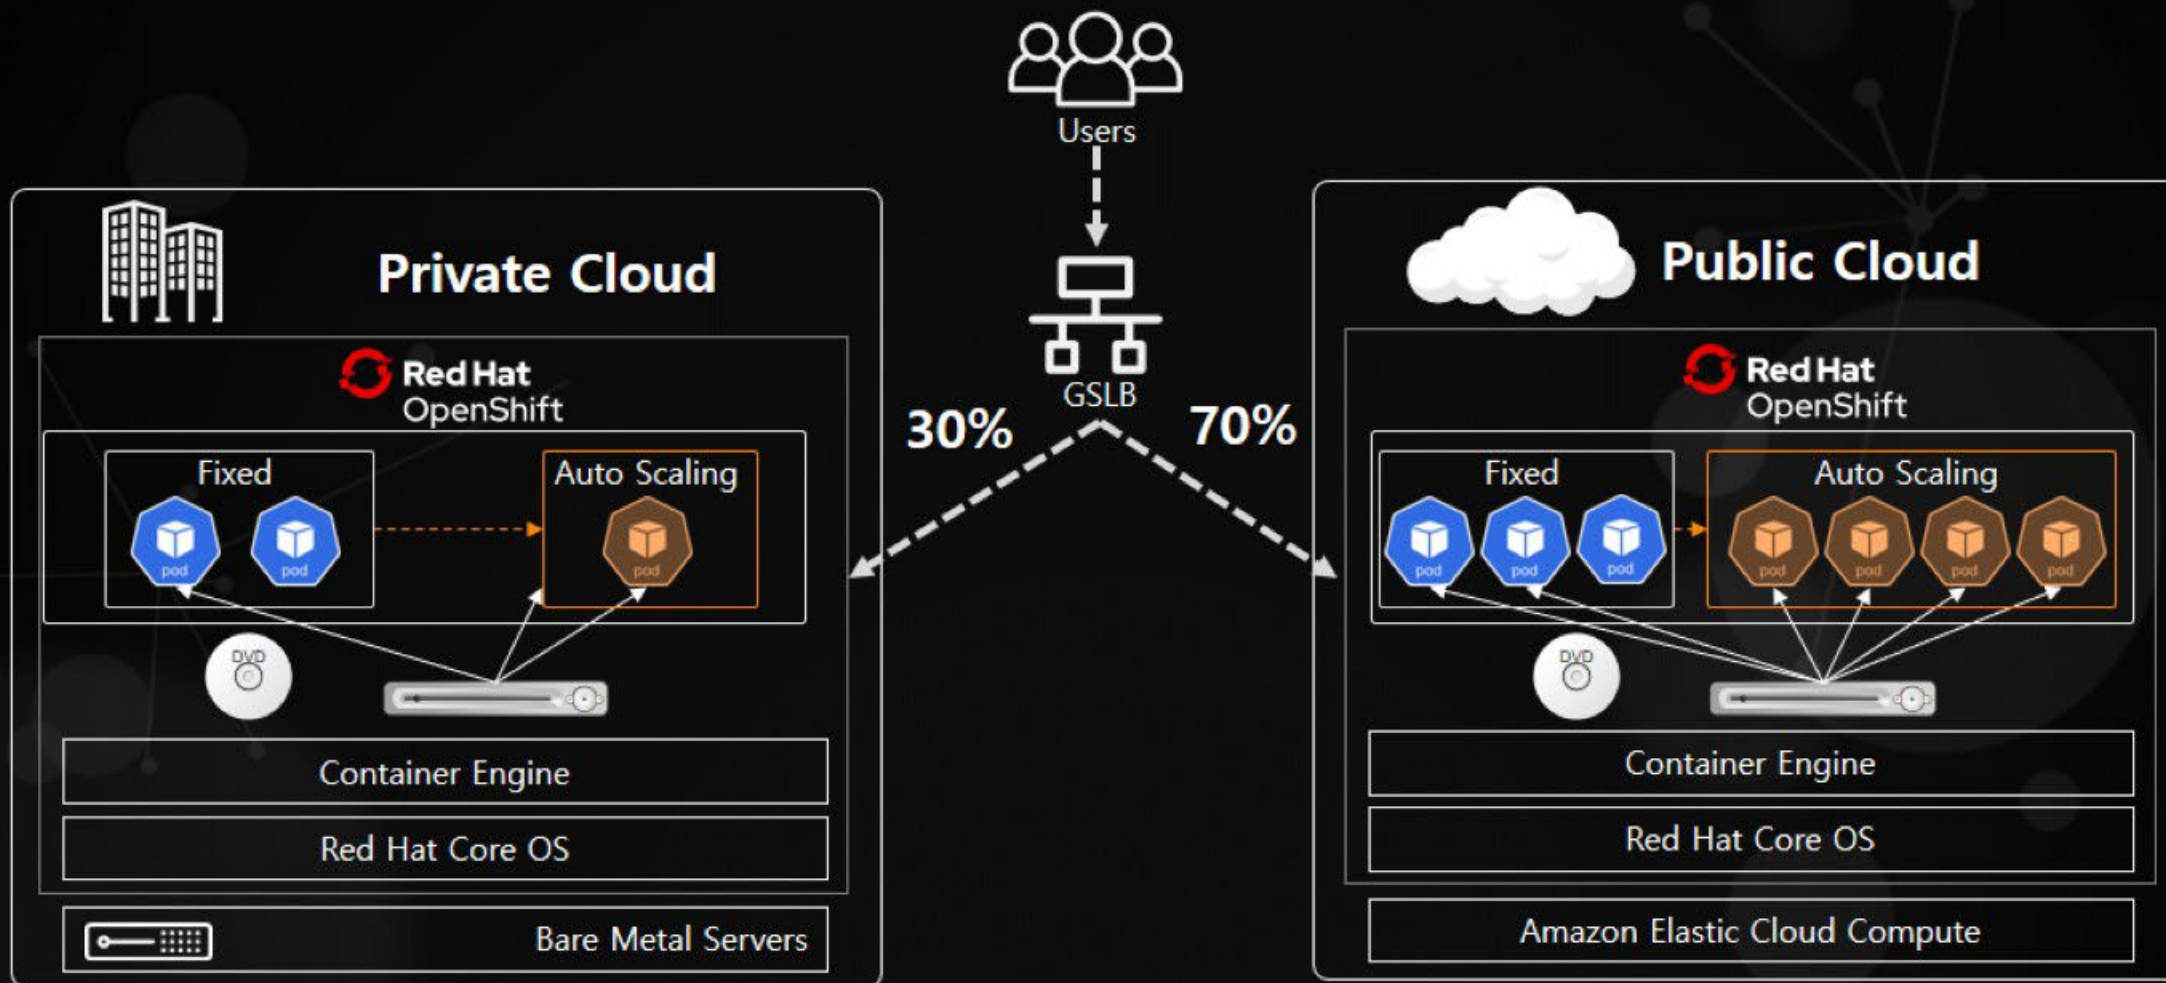 Users
GSLB
30%
70%
Private Cloud
Red Hat
OpenShift
Fixed
Auto Scaling
pod
pod
pod
DVD
Container Engine
Red Hat Core OS
Bare Metal Servers
Public Cloud
Red Hat
OpenShift
Fixed
Auto Scaling
pod
pod
pod
pod
pod
pod
pod
DVD
Container Engine
Red Hat Core OS
Amazon Elastic Cloud Compute